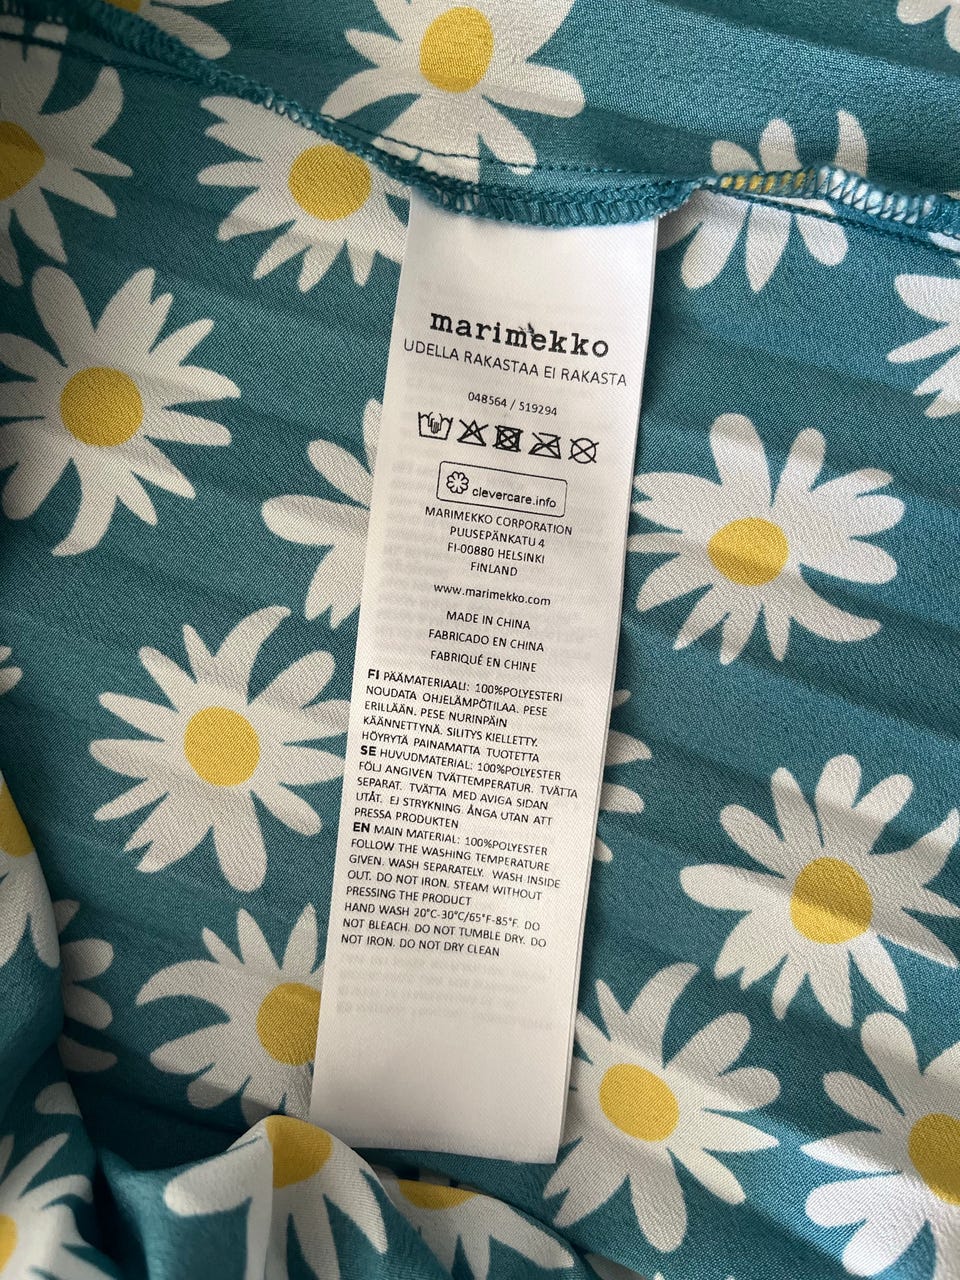 marimekko
UDELLA RAKASTAA EI RAKASTA
048564 / 519294
clevercare.info
MARIMEKKO CORPORATION
PUUSEPÄNKATU 4
FI-00880 HELSINKI
FINLAND
www.marimekko.com
MADE IN CHINA
FABRICADO EN CHINA
FABRIQUÉ EN CHINE
FI PÄÄMATERIAALI: 100%POLYESTERI
NOUDATA OHJELÄMPÖTILAA. PESE
ERILLÄÄN. PESE NURINPÄIN
KÄÄNNETTYNÄ. SILITYS KIELLETTY.
HÖYRYTÄ PAINAMATTA TUOTETTA
SE HUVUDMATERIAL: 100%POLYESTER
FÖLJ ANGIVEN TVÄTTEMPERATUR. TVÄTTA
SEPARAT. TVÄTTA MED AVIGA SIDAN
UTÅT. EJ STRYKNING. ÅNGA UTAN ATT
PRESSA PRODUKTEN
EN MAIN MATERIAL: 100%POLYESTER
FOLLOW THE WASHING TEMPERATURE
GIVEN. WASH SEPARATELY. WASH INSIDE
OUT. DO NOT IRON. STEAM WITHOUT
PRESSING THE PRODUCT
HAND WASH 20°C-30°C/65°F-85°F. DO
NOT BLEACH. DO NOT TUMBLE DRY. DO
NOT IRON. DO NOT DRY CLEAN